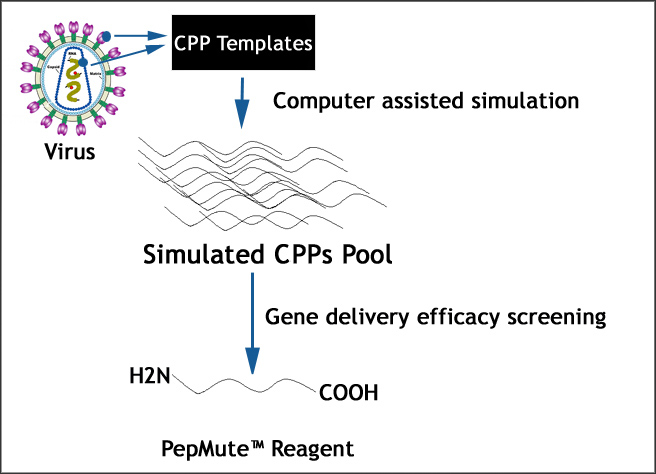 CPP Templates
RNA
Capsid
Matrix
Computer assisted simulation
Virus
Simulated CPPs Pool
Gene delivery efficacy screening
H2N
COOH
PepMute™ Reagent